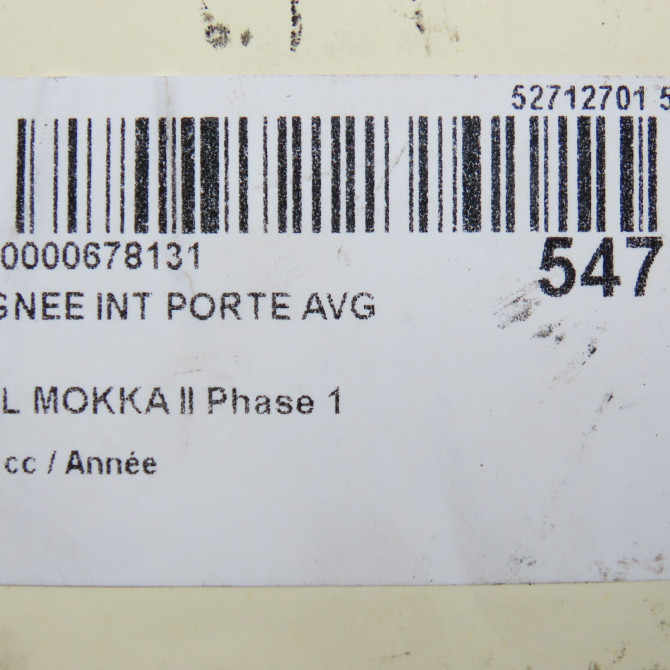 52712701 5
0000678131
547
GNEE INT PORTE AVG
L MOKKA II Phase 1
cc / Année